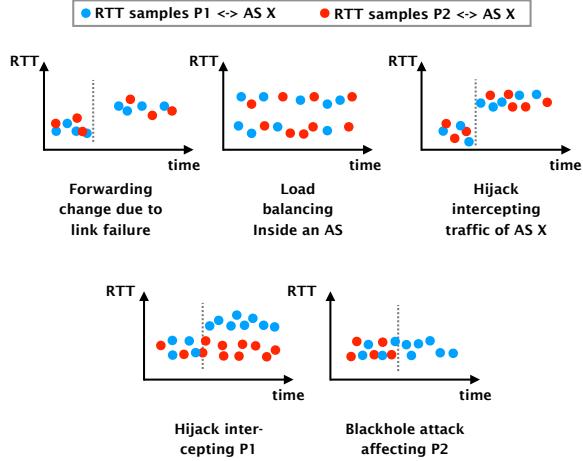 RTT samples P1 <-> AS X RTT samples P2 <-> AS X
RTT RTT RTT
time time time
Forwarding
change due to
link failure
Load
balancing
Inside an AS
Hijack
intercepting
traffic of AS X
RTT RTT
time time
Hijack inter-
cepting P1
Blackhole attack
affecting P2